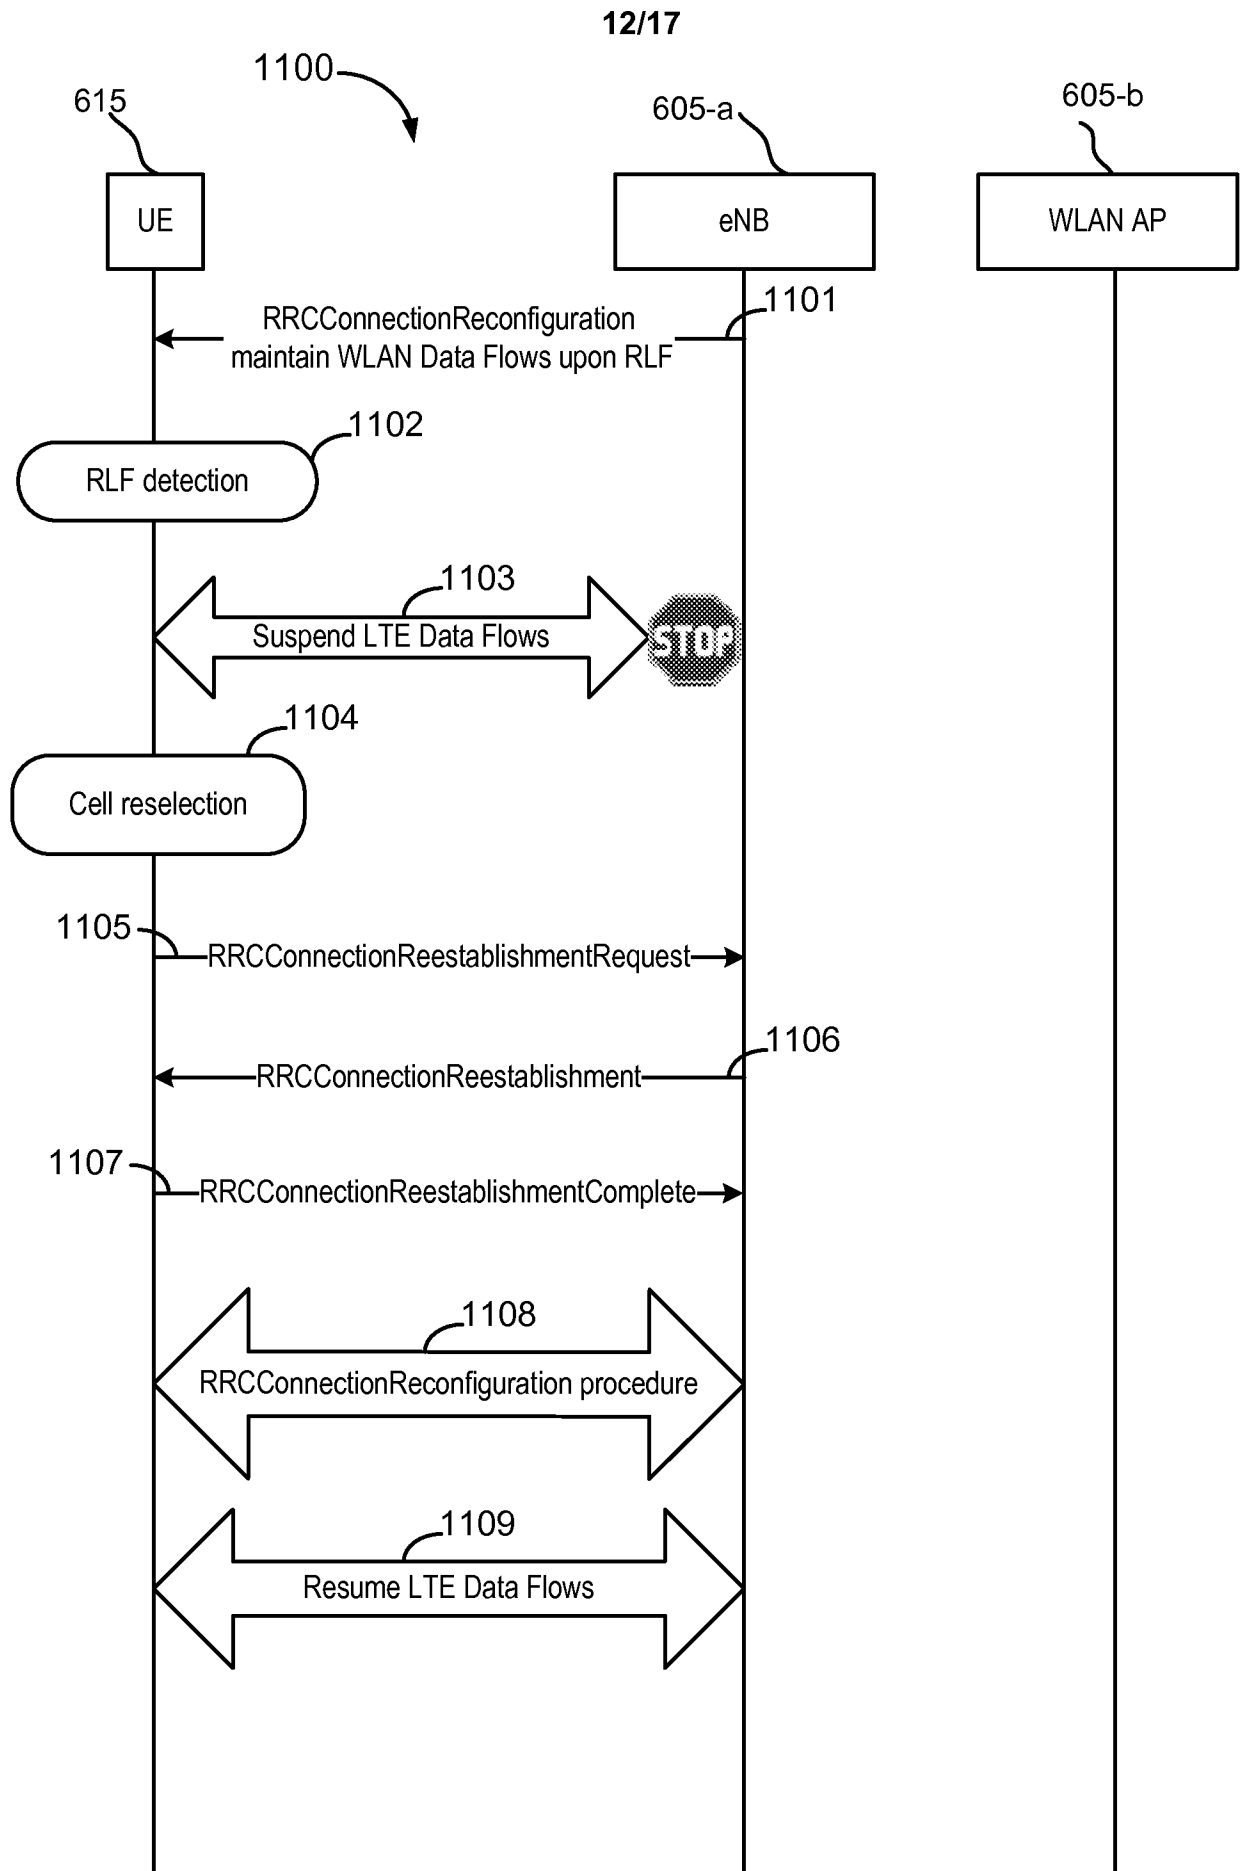 12/17
1100
615
605-a
605-b
UE
eNB
WLAN AP
1101
RRCConnectionReconfiguration
maintain WLAN Data Flows upon RLF
1102
RLF detection
1103
Suspend LTE Data Flows
STOP
1104
Cell reselection
1105
RRCConnectionReestablishmentRequest
1106
RRCConnectionReestablishment
1107
RRCConnectionReestablishmentComplete
1108
RRCConnectionReconfiguration procedure
1109
Resume LTE Data Flows